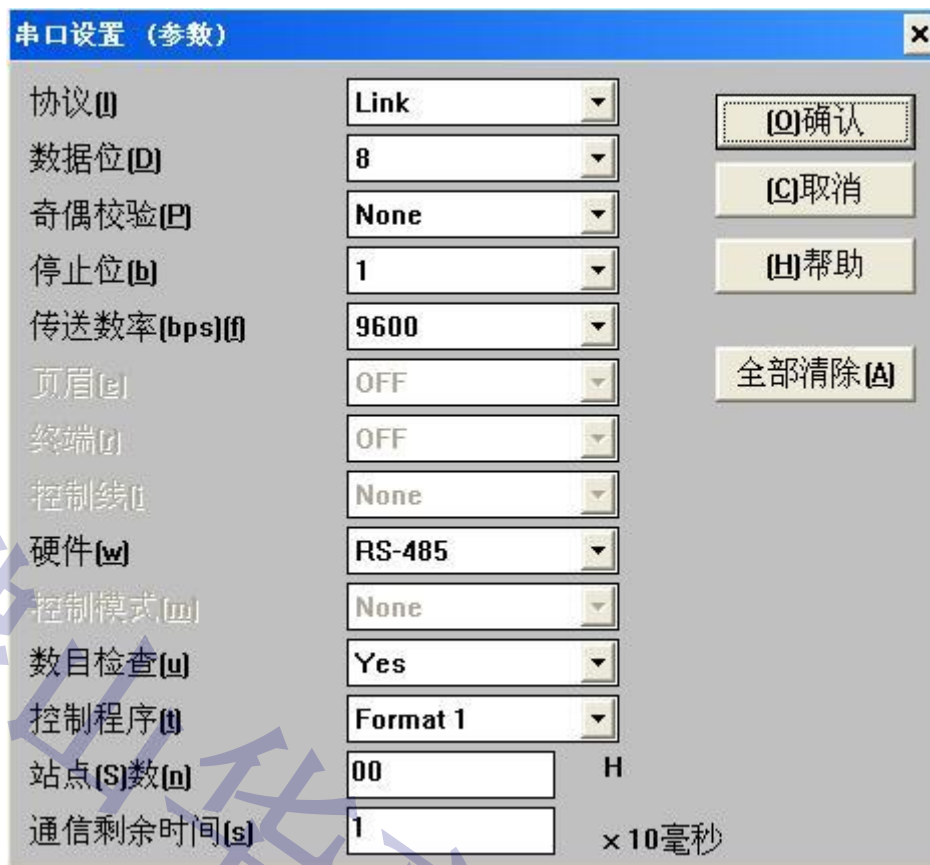 串口设置 (参数)
协议(I) Link
(O)确认
数据位(D) 8
(C)取消
奇偶校验(P) None
停止位(b) 1
(H)帮助
传送数率(bps)(f) 9600
页眉(e) OFF
全部清除(A)
终端(r) OFF
控制线(i None
硬件(w) RS-485
控制模式(m) None
数目检查(u) Yes
控制程序(t) Format 1
站点(S)数(n) 00 H
通信剩余时间(s) 1 ×10毫秒
山华